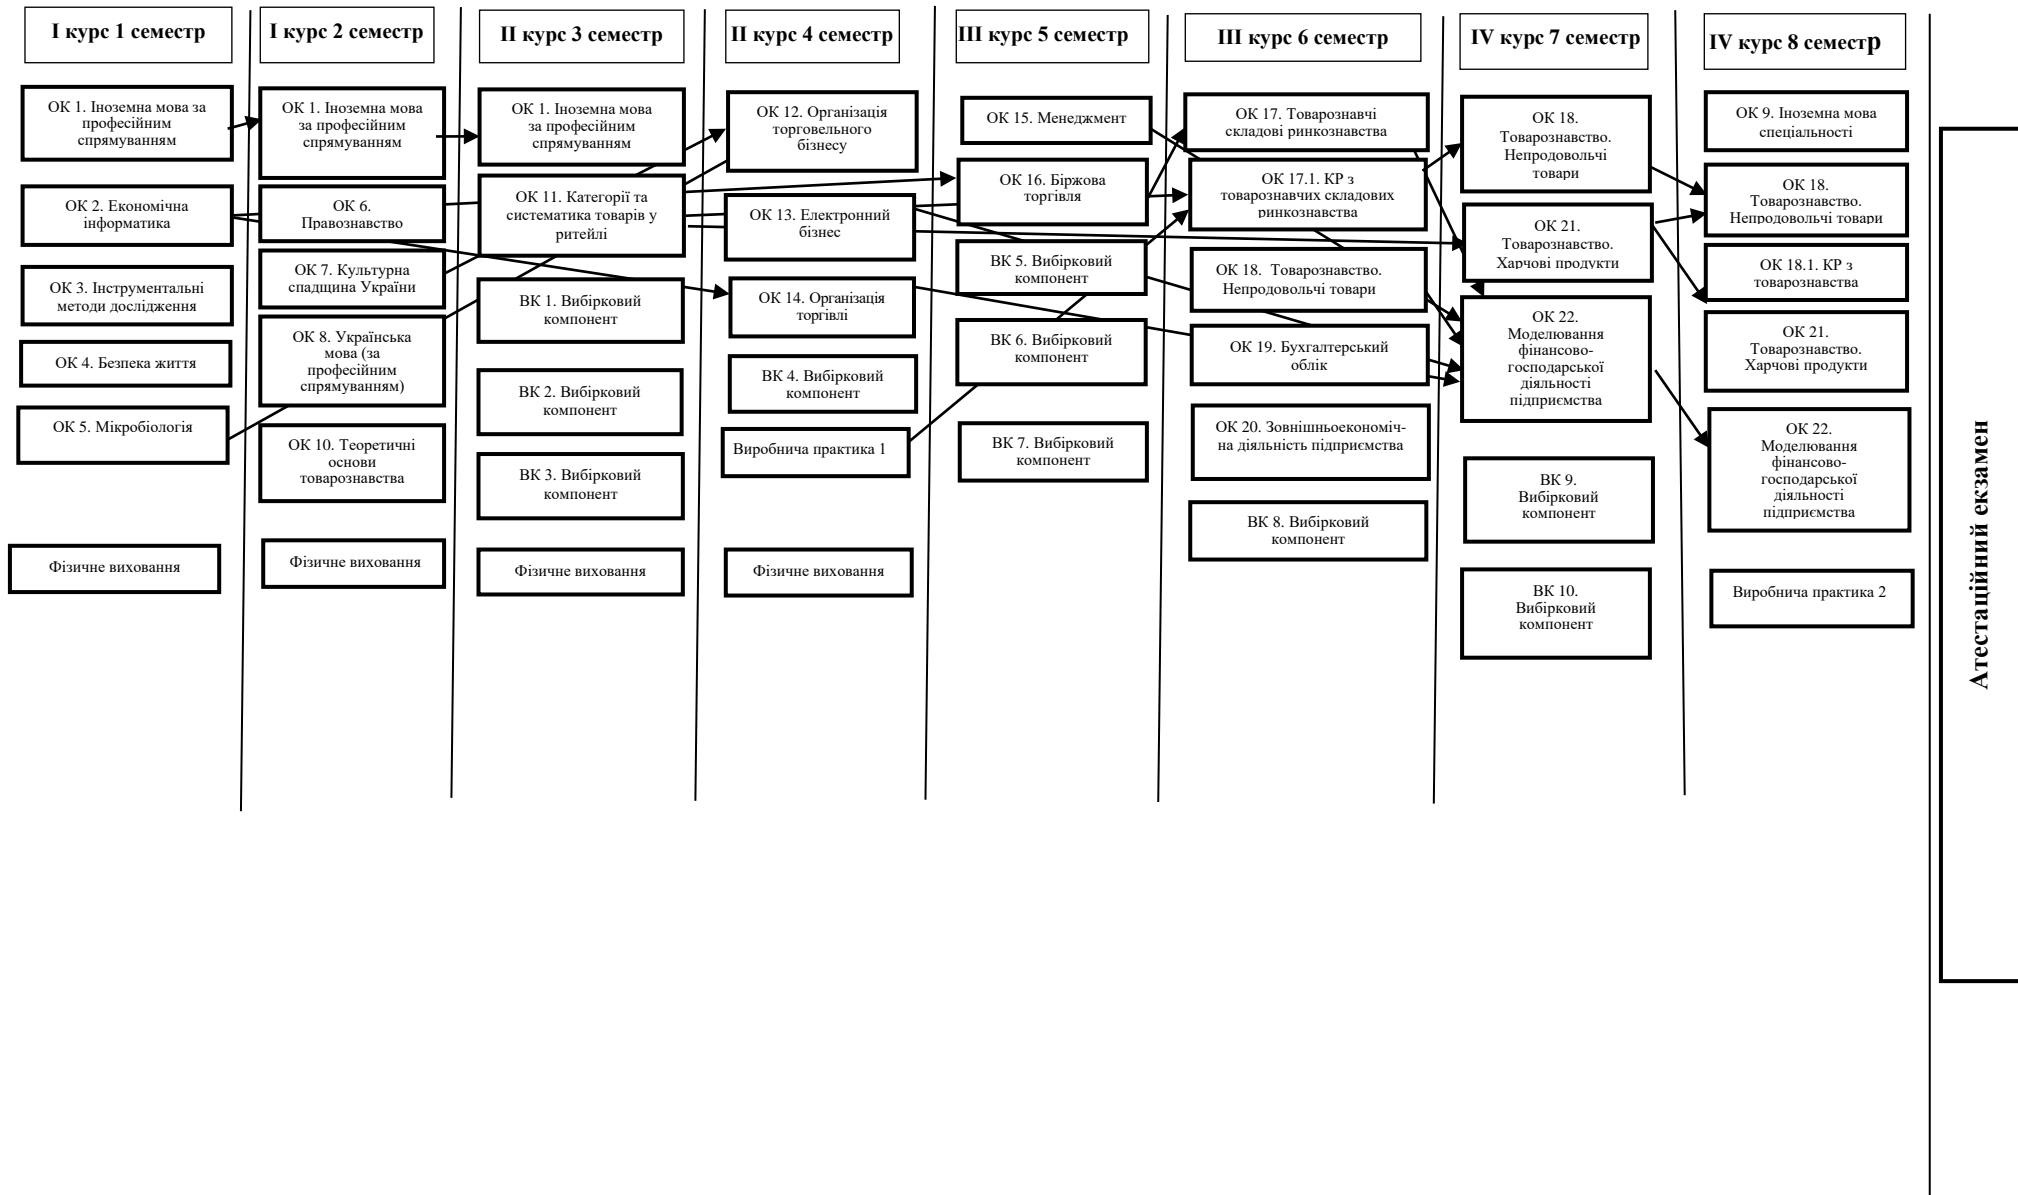 І курс 1 семестр
І курс 2 семестр
ІІ курс 3 семестр
ІІ курс 4 семестр
ІІІ курс 5 семестр
ІІІ курс 6 семестр
IV курс 7 семестр
IV курс 8 семестр
ОК 1. Іноземна мова за
професійним
спрямуванням
ОК 2. Економічна
інформатика
ОК 3. Інструментальні
методи дослідження
ОК 4. Безпека життя
ОК 5. Мікробіологія
Фізичне виховання
ОК 1. Іноземна мова
за професійним
спрямуванням
ОК 6.
Правознавство
ОК 7. Культурна
спадщина України
ОК 8. Українська
мова (за
професійним
спрямуванням)
ОК 10. Теоретичні
основи
товарознавства
Фізичне виховання
ОК 1. Іноземна мова
за професійним
спрямуванням
ОК 11. Категорії та
систематика товарів у
ритейлі
ВК 1. Вибірковий
компонент
ВК 2. Вибірковий
компонент
ВК 3. Вибірковий
компонент
Фізичне виховання
ОК 12. Організація
торговельного
бізнесу
ОК 13. Електронний
бізнес
ОК 14. Організація
торгівлі
ВК 4. Вибірковий
компонент
Виробнича практика 1
Фізичне виховання
ОК 15. Менеджмент
ОК 16. Біржова
торгівля
ВК 5. Вибірковий
компонент
ВК 6. Вибірковий
компонент
ВК 7. Вибірковий
компонент
ОК 17. Товарознавчі
складові ринкознавства
ОК 17.1. КР з
товарознавчих складових
ринкознавства
ОК 18. Товарознавство.
Непродовольчі товари
ОК 19. Бухгалтерський
облік
ОК 20. Зовнішньоекономіч-
на діяльність підприємства
ВК 8. Вибірковий
компонент
ОК 18.
Товарознавство.
Непродовольчі
товари
ОК 21.
Товарознавство.
Харчові продукти
ОК 22.
Моделювання
фінансово-
господарської
діяльності
підприємства
ВК 9.
Вибірковий
компонент
ВК 10.
Вибірковий
компонент
ОК 9. Іноземна мова
спеціальності
ОК 18.
Товарознавство.
Непродовольчі товари
ОК 18.1. КР з
товарознавства
ОК 21.
Товарознавство.
Харчові продукти
ОК 22.
Моделювання
фінансово-
господарської
діяльності
підприємства
Виробнича практика 2
Атестаційний екзамен